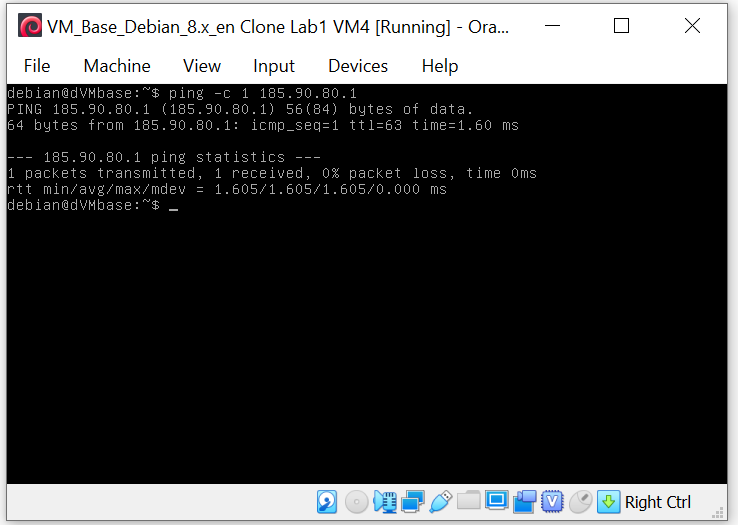 VM_Base_Debian_8.x_en Clone Lab1 VM4 [Running] - Ora...
File Machine View Input Devices Help
debian@dVMbase:~$ ping -c 1 185.90.80.1
PING 185.90.80.1 (185.90.80.1) 56(84) bytes of data.
64 bytes from 185.90.80.1: icmp_seq=1 ttl=63 time=1.60 ms
--- 185.90.80.1 ping statistics ---
1 packets transmitted, 1 received, 0% packet loss, time 0ms
rtt min/avg/max/mdev = 1.605/1.605/1.605/0.000 ms
debian@dVMbase:~$ _
Right Ctrl